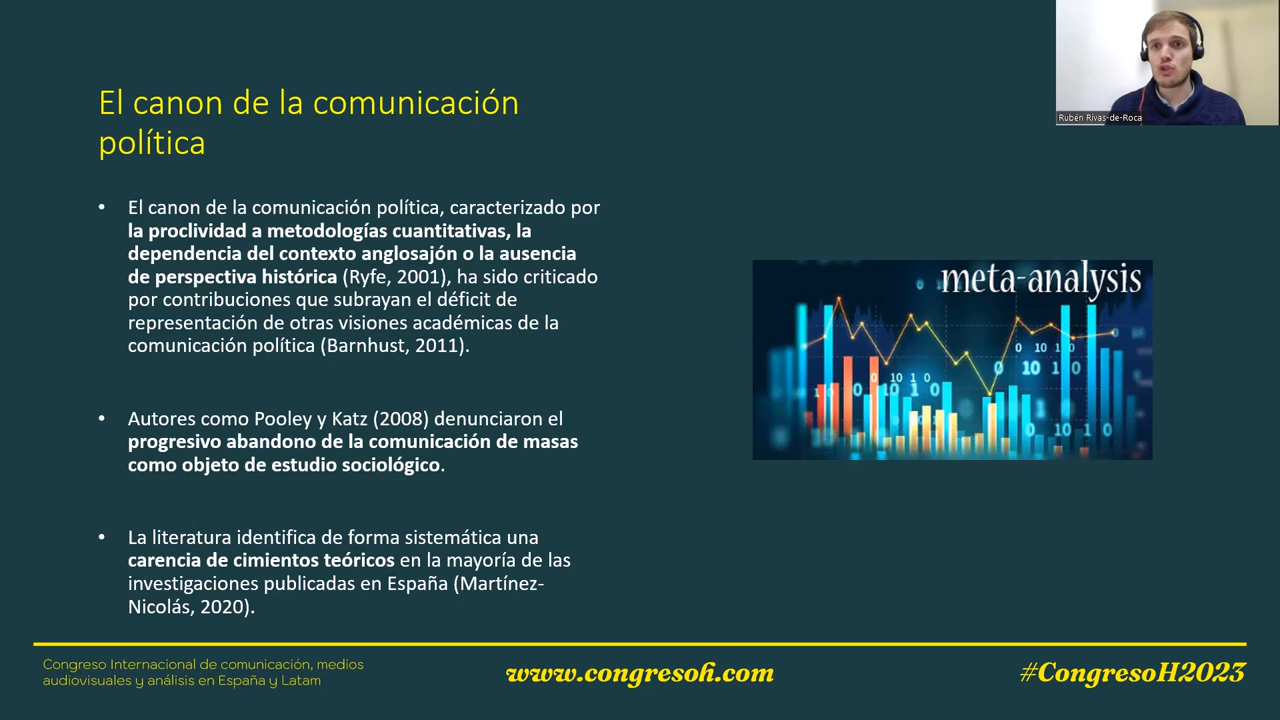 El canon de la comunicación
política
• El canon de la comunicación política, caracterizado por
la proclividad a metodologías cuantitativas, la
dependencia del contexto anglosajón o la ausencia
de perspectiva histórica (Ryfe, 2001), ha sido criticado
por contribuciones que subrayan el déficit de
representación de otras visiones académicas de la
comunicación política (Barnhust, 2011).
• Autores como Pooley y Katz (2008) denunciaron el
progresivo abandono de la comunicación de masas
como objeto de estudio sociológico.
• La literatura identifica de forma sistemática una
carencia de cimientos teóricos en la mayoría de las
investigaciones publicadas en España (Martínez-
Nicolás, 2020).
meta-analysis
Rubén Rivas-de-Roca
Congreso Internacional de comunicación, medios
audiovisuales y análisis en España y Latam
www.congresoh.com
#CongresoH2023